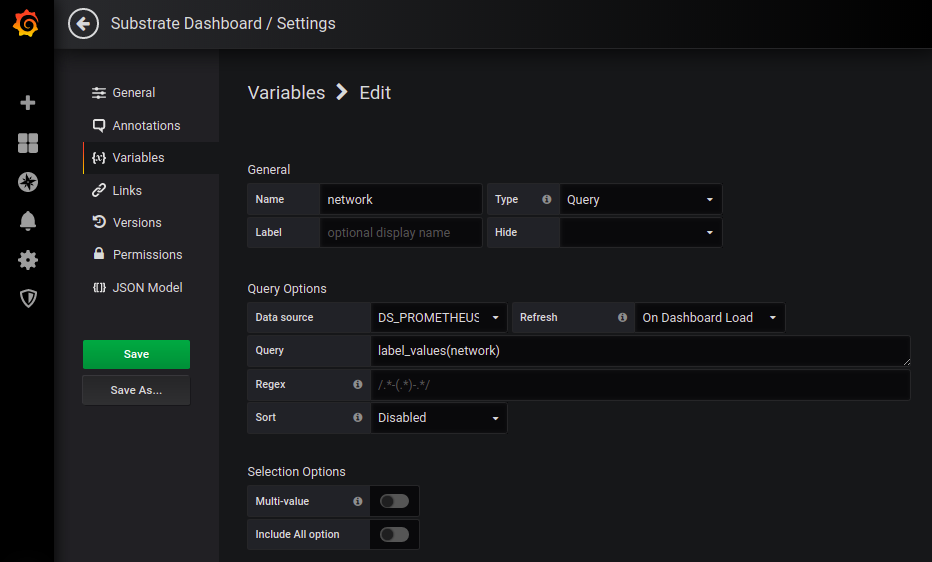 Substrate Dashboard / Settings
General
Annotations
Variables
Links
Versions
Permissions
JSON Model
Save
Save As...
Variables > Edit
General
Name network Type Query
Label optional display name Hide
Query Options
Data source DS_PROMETHEUS Refresh On Dashboard Load
Query label_values(network)
Regex /.*-(.*)-.*/
Sort Disabled
Selection Options
Multi-value
Include All option